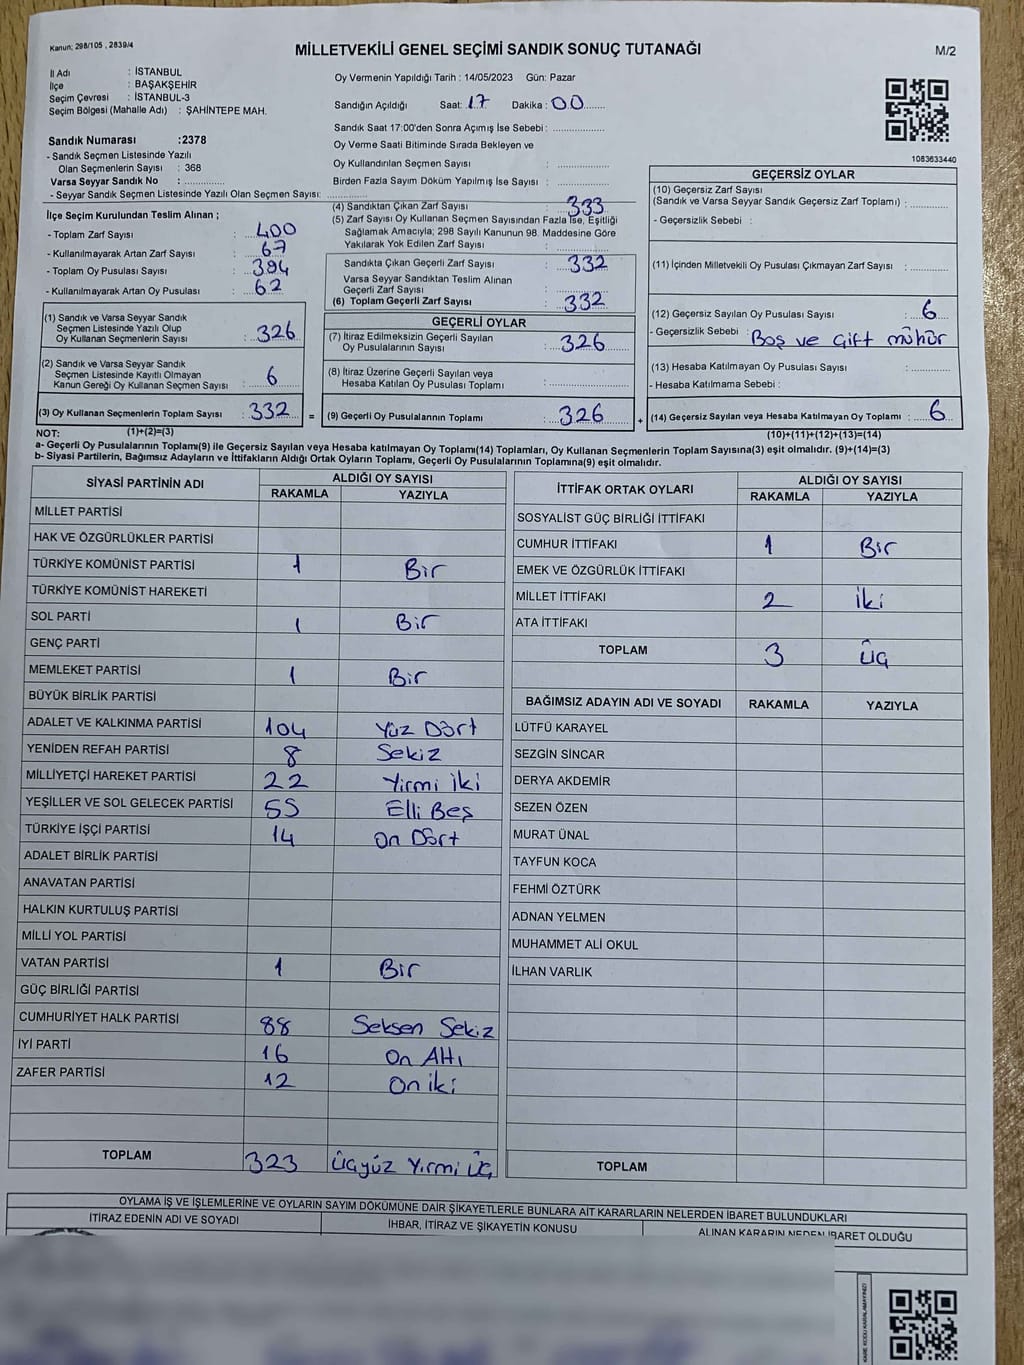 Kanun; 298/105 , 2839/4
MİLLETVEKİLİ GENEL SEÇİMİ SANDIK SONUÇ TUTANAĞI
M/2
İl Adı : İSTANBUL
İlçe : BAŞAKŞEHİR
Seçim Çevresi : İSTANBUL-3
Seçim Bölgesi (Mahalle Adı) : ŞAHİNTEPE MAH.
Sandık Numarası :2378
- Sandık Seçmen Listesinde Yazılı
Olan Seçmenlerin Sayısı : 368
Varsa Seyyar Sandık No : ..............
- Seyyar Sandık Seçmen Listesinde Yazılı Olan Seçmen Sayısı: ..............
Oy Vermenin Yapıldığı Tarih : 14/05/2023 Gün: Pazar
Sandığın Açıldığı Saat: 17 Dakika : 00
Sandık Saat 17:00'den Sonra Açımış İse Sebebi : ..............
Oy Verme Saati Bitiminde Sırada Bekleyen ve
Oy Kullandırılan Seçmen Sayısı : ..............
Birden Fazla Sayım Döküm Yapılmış İse Sayısı : ..............
1083633440
İlçe Seçim Kurulundan Teslim Alınan ;
- Toplam Zarf Sayısı : 400
- Kullanılmayarak Artan Zarf Sayısı : 67
- Toplam Oy Pusulası Sayısı : 394
- Kullanılmayarak Artan Oy Pusulası : 62
(1) Sandık ve Varsa Seyyar Sandık
Seçmen Listesinde Yazılı Olup
Oy Kullanan Seçmenlerin Sayısı : 326
(2) Sandık ve Varsa Seyyar Sandık
Seçmen Listesinde Kayıtlı Olmayan
Kanun Gereği Oy Kullanan Seçmen Sayısı : 6
(3) Oy Kullanan Seçmenlerin Toplam Sayısı : 332 =
(1)+(2)=(3)
(4) Sandıktan Çıkan Zarf Sayısı : 333
(5) Zarf Sayısı Oy Kullanan Seçmen Sayısından Fazla İse, Eşitliği
Sağlamak Amacıyla; 298 Sayılı Kanunun 98. Maddesine Göre
Yakılarak Yok Edilen Zarf Sayısı : ..............
Sandıkta Çıkan Geçerli Zarf Sayısı : 332
Varsa Seyyar Sandıktan Teslim Alınan
Geçerli Zarf Sayısı : ..............
(6) Toplam Geçerli Zarf Sayısı : 332
GEÇERLİ OYLAR
(7) İtiraz Edilmeksizin Geçerli Sayılan
Oy Pusulalarının Sayısı : 326
(8) İtiraz Üzerine Geçerli Sayılan veya
Hesaba Katılan Oy Pusulası Toplamı : ..............
(9) Geçerli Oy Pusulalarının Toplamı : 326 +
GEÇERSİZ OYLAR
(10) Geçersiz Zarf Sayısı
(Sandık ve Varsa Seyyar Sandık Geçersiz Zarf Toplamı) : ..............
- Geçersizlik Sebebi :
(11) İçinden Milletvekili Oy Pusulası Çıkmayan Zarf Sayısı : ..............
(12) Geçersiz Sayılan Oy Pusulası Sayısı : 6
- Geçersizlik Sebebi : Boş ve Çift mühür
(13) Hesaba Katılmayan Oy Pusulası Sayısı : ..............
- Hesaba Katılmama Sebebi :
(14) Geçersiz Sayılan veya Hesaba Katılmayan Oy Toplamı : 6
(10)+(11)+(12)+(13)=(14)
NOT:
a- Geçerli Oy Pusulalarının Toplamı(9) ile Geçersiz Sayılan veya Hesaba katılmayan Oy Toplamı(14) Toplamları, Oy Kullanan Seçmenlerin Toplam Sayısına(3) eşit olmalıdır. (9)+(14)=(3)
b- Siyasi Partilerin, Bağımsız Adayların ve İttifakların Aldığı Ortak Oyların Toplamı, Geçerli Oy Pusulalarının Toplamına(9) eşit olmalıdır.
SİYASİ PARTİNİN ADI
ALDIĞI OY SAYISI
RAKAMLA YAZIYLA
MİLLET PARTİSİ
HAK VE ÖZGÜRLÜKLER PARTİSİ
TÜRKİYE KOMÜNİST PARTİSİ 1 Bir
TÜRKİYE KOMÜNİST HAREKETİ
SOL PARTİ 1 Bir
GENÇ PARTİ
MEMLEKET PARTİSİ 1 Bir
BÜYÜK BİRLİK PARTİSİ
ADALET VE KALKINMA PARTİSİ 104 Yüz Dört
YENİDEN REFAH PARTİSİ 8 Sekiz
MİLLİYETÇİ HAREKET PARTİSİ 22 Yirmi iki
YEŞİLLER VE SOL GELECEK PARTİSİ 55 Elli Beş
TÜRKİYE İŞÇİ PARTİSİ 14 On Dört
ADALET BİRLİK PARTİSİ
ANAVATAN PARTİSİ
HALKIN KURTULUŞ PARTİSİ
MİLLİ YOL PARTİSİ
VATAN PARTİSİ 1 Bir
GÜÇ BİRLİĞİ PARTİSİ
CUMHURİYET HALK PARTİSİ 88 Seksen Sekiz
İYİ PARTİ 16 On Altı
ZAFER PARTİSİ 12 On iki
TOPLAM 323 Üçyüz Yirmi Üç
İTTİFAK ORTAK OYLARI
ALDIĞI OY SAYISI
RAKAMLA YAZIYLA
SOSYALİST GÜÇ BİRLİĞİ İTTİFAKI
CUMHUR İTTİFAKI 1 Bir
EMEK VE ÖZGÜRLÜK İTTİFAKI
MİLLET İTTİFAKI 2 iki
ATA İTTİFAKI
TOPLAM 3 Üç
BAĞIMSIZ ADAYIN ADI VE SOYADI RAKAMLA YAZIYLA
LÜTFÜ KARAYEL
SEZGİN SİNCAR
DERYA AKDEMİR
SEZEN ÖZEN
MURAT ÜNAL
TAYFUN KOCA
FEHMİ ÖZTÜRK
ADNAN YELMEN
MUHAMMET ALİ OKUL
İLHAN VARLIK
TOPLAM
OYLAMA İŞ VE İŞLEMLERİNE VE OYLARIN SAYIM DÖKÜMÜNE DAİR ŞİKAYETLERLE BUNLARA AİT KARARLARIN NELERDEN İBARET BULUNDUKLARI
İTİRAZ EDENİN ADI VE SOYADI
İHBAR, İTİRAZ VE ŞİKAYETİN KONUSU
ALINAN KARARIN NEDEN İBARET OLDUĞU
KARE KODU KARALAMAYINIZ!